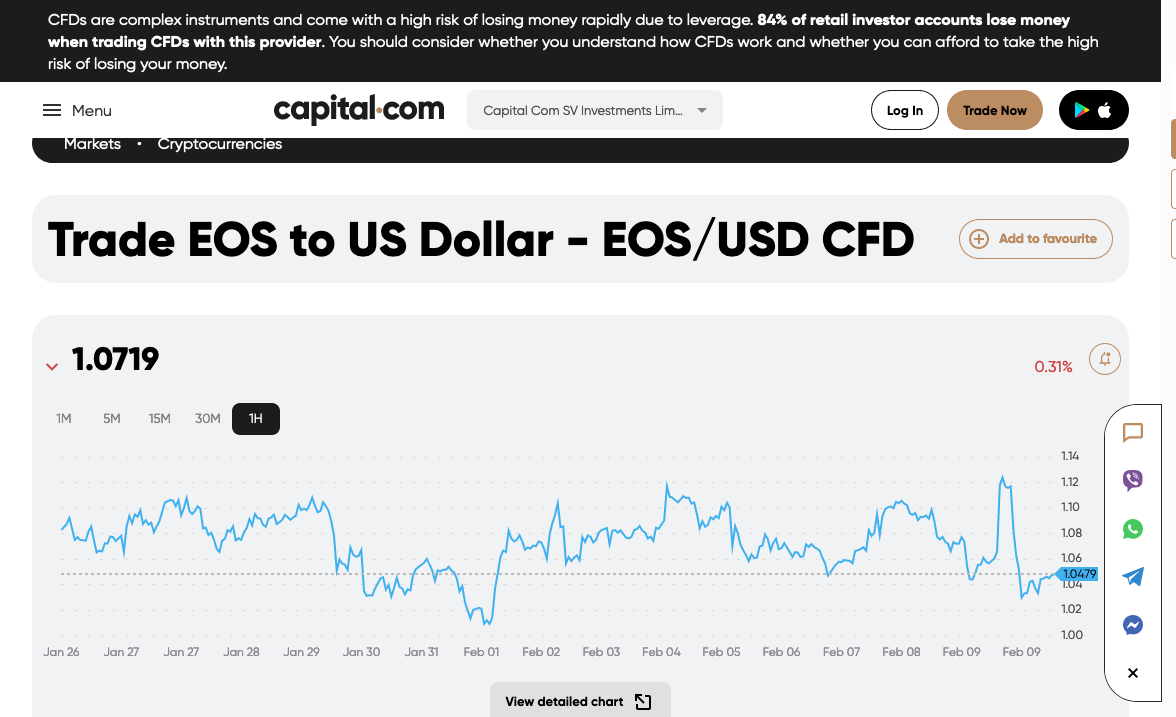 CFDs are complex instruments and come with a high risk of losing money rapidly due to leverage. 84% of retail investor accounts lose money
when trading CFDs with this provider. You should consider whether you understand how CFDs work and whether you can afford to take the high
risk of losing your money.
Menu
capital.com
Capital Com SV Investments Lim...
Log In
Trade Now
Markets • Cryptocurrencies
Trade EOS to US Dollar - EOS/USD CFD
Add to favourite
1.0719
0.31%
1M 5M 15M 30M 1H
1.14
1.12
1.10
1.08
1.06
1.0479
1.04
1.02
1.00
Jan 26 Jan 27 Jan 27 Jan 28 Jan 29 Jan 30 Jan 31 Feb 01 Feb 02 Feb 03 Feb 04 Feb 05 Feb 06 Feb 07 Feb 08 Feb 09 Feb 09
View detailed chart